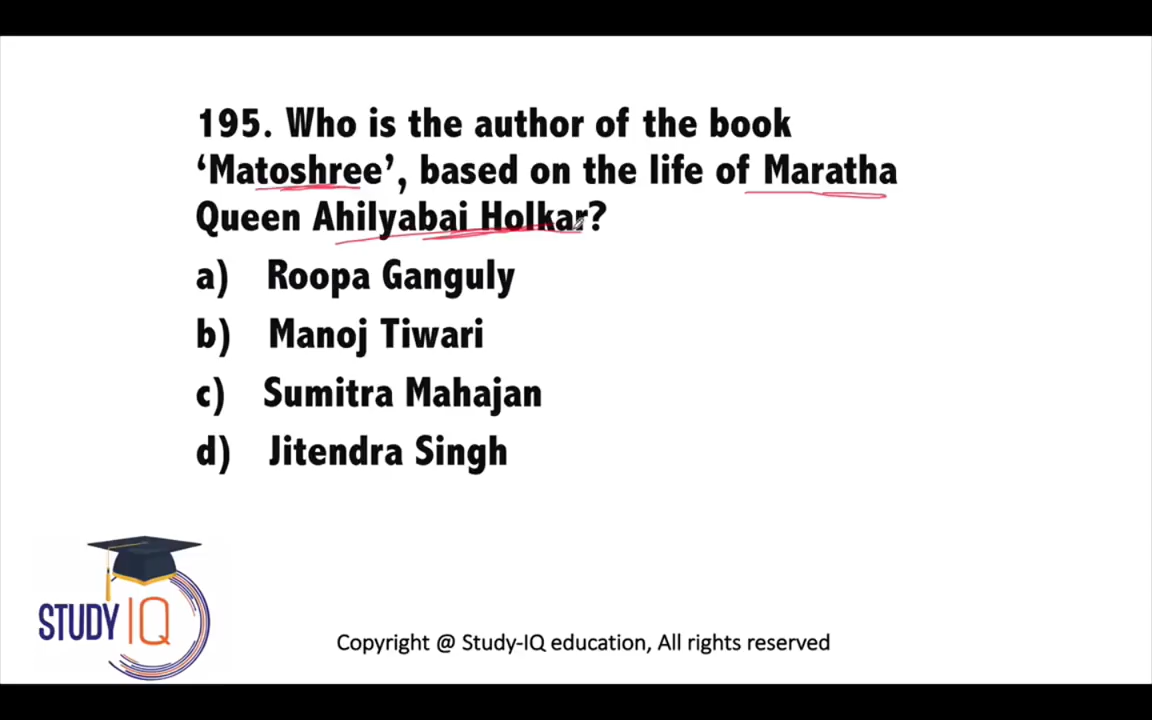 195. Who is the author of the book
‘Matoshree’, based on the life of Maratha
Queen Ahilyabai Holkar?
a) Roopa Ganguly
b) Manoj Tiwari
c) Sumitra Mahajan
d) Jitendra Singh
STUDY IQ
Copyright @ Study-IQ education, All rights reserved